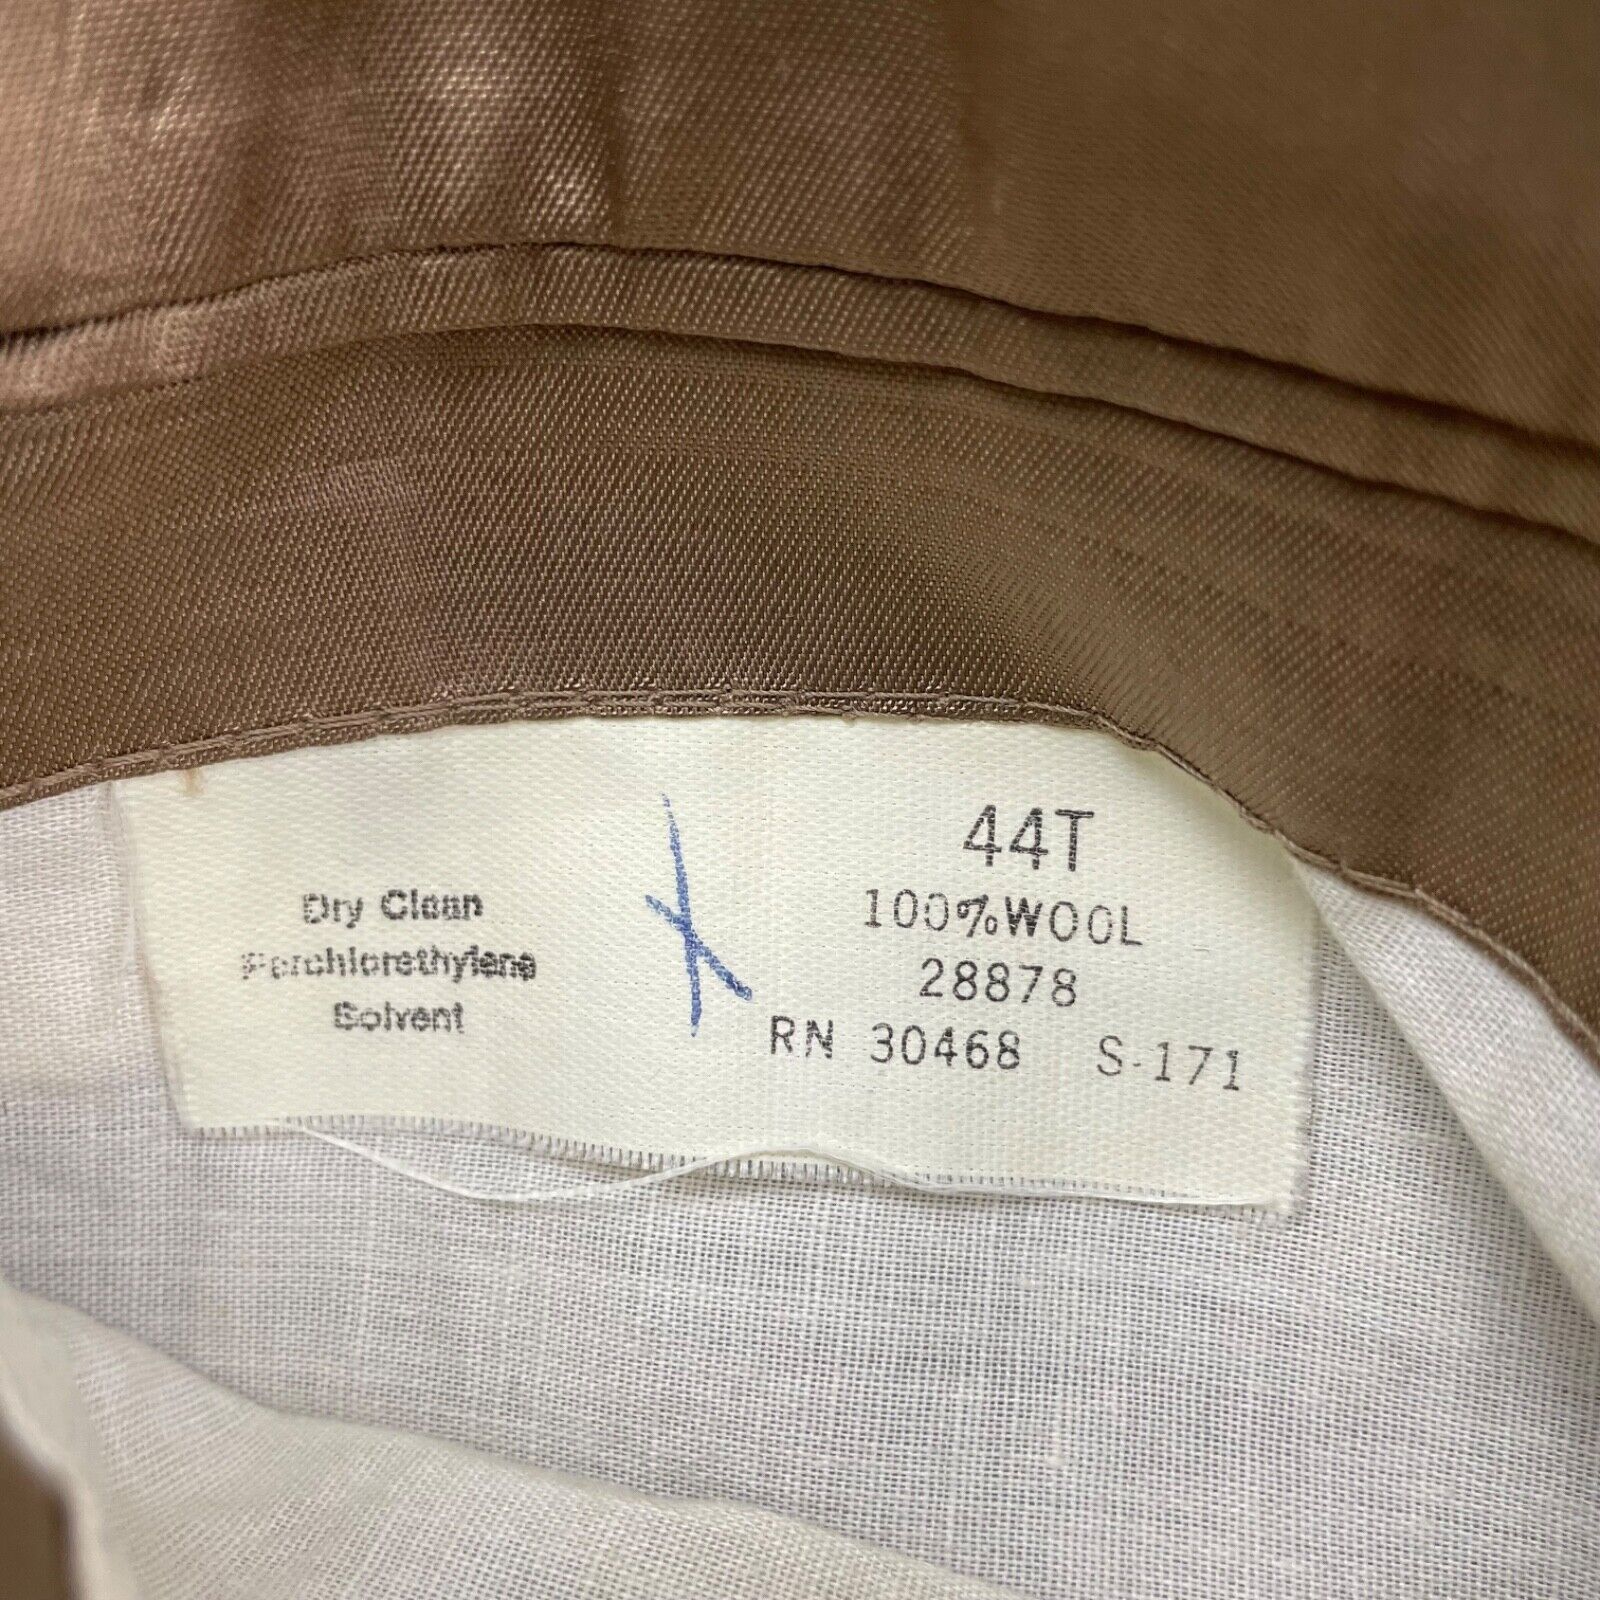 Dry Clean
Perchlorethylene
Solvent
44T
100%WOOL
28878
RN 30468 S-171